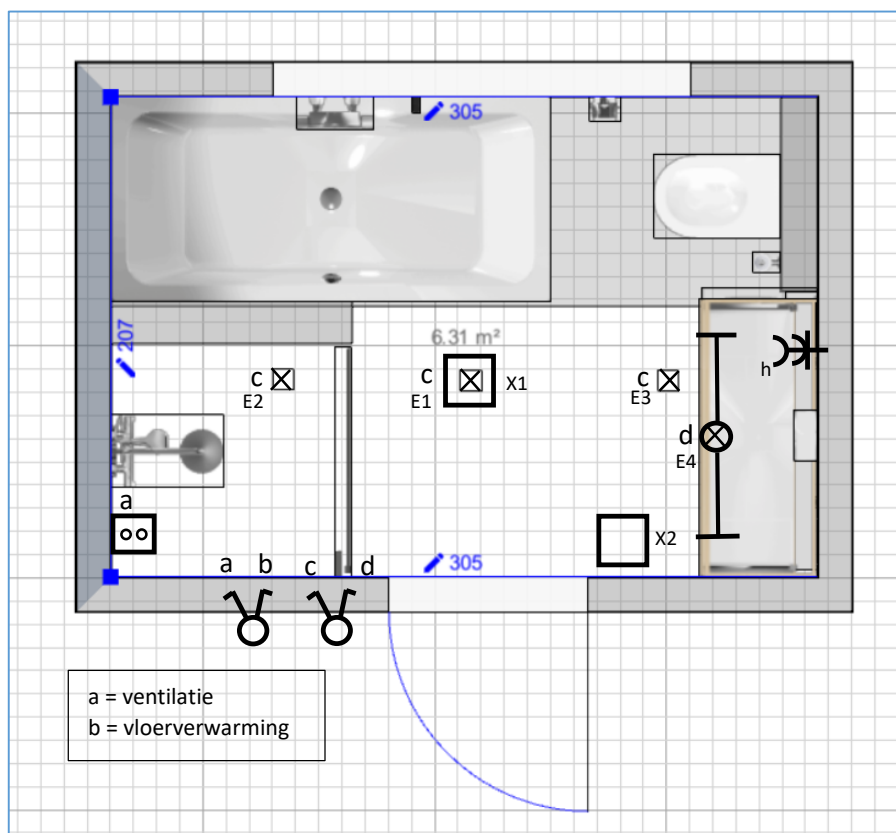 305
207
6.31 m²
c
E2
c
E1
X1
c
E3
h
d
E4
a
X2
305
a b c d
a = ventilatie
b = vloerverwarming